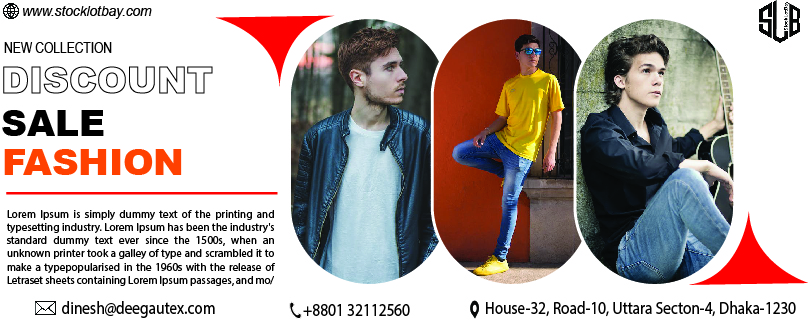 www.stocklotbay.com
SLB
NEW COLLECTION
DISCOUNT
SALE
FASHION
Lorem Ipsum is simply dummy text of the printing and
typesetting industry. Lorem Ipsum has been the industry's
standard dummy text ever since the 1500s, when an
unknown printer took a galley of type and scrambled it to
make a typepopularised in the 1960s with the release of
Letraset sheets containing Lorem Ipsum passages, and mo/
dinesh@deegautex.com
+8801 32112560
House-32, Road-10, Uttara Secton-4, Dhaka-1230